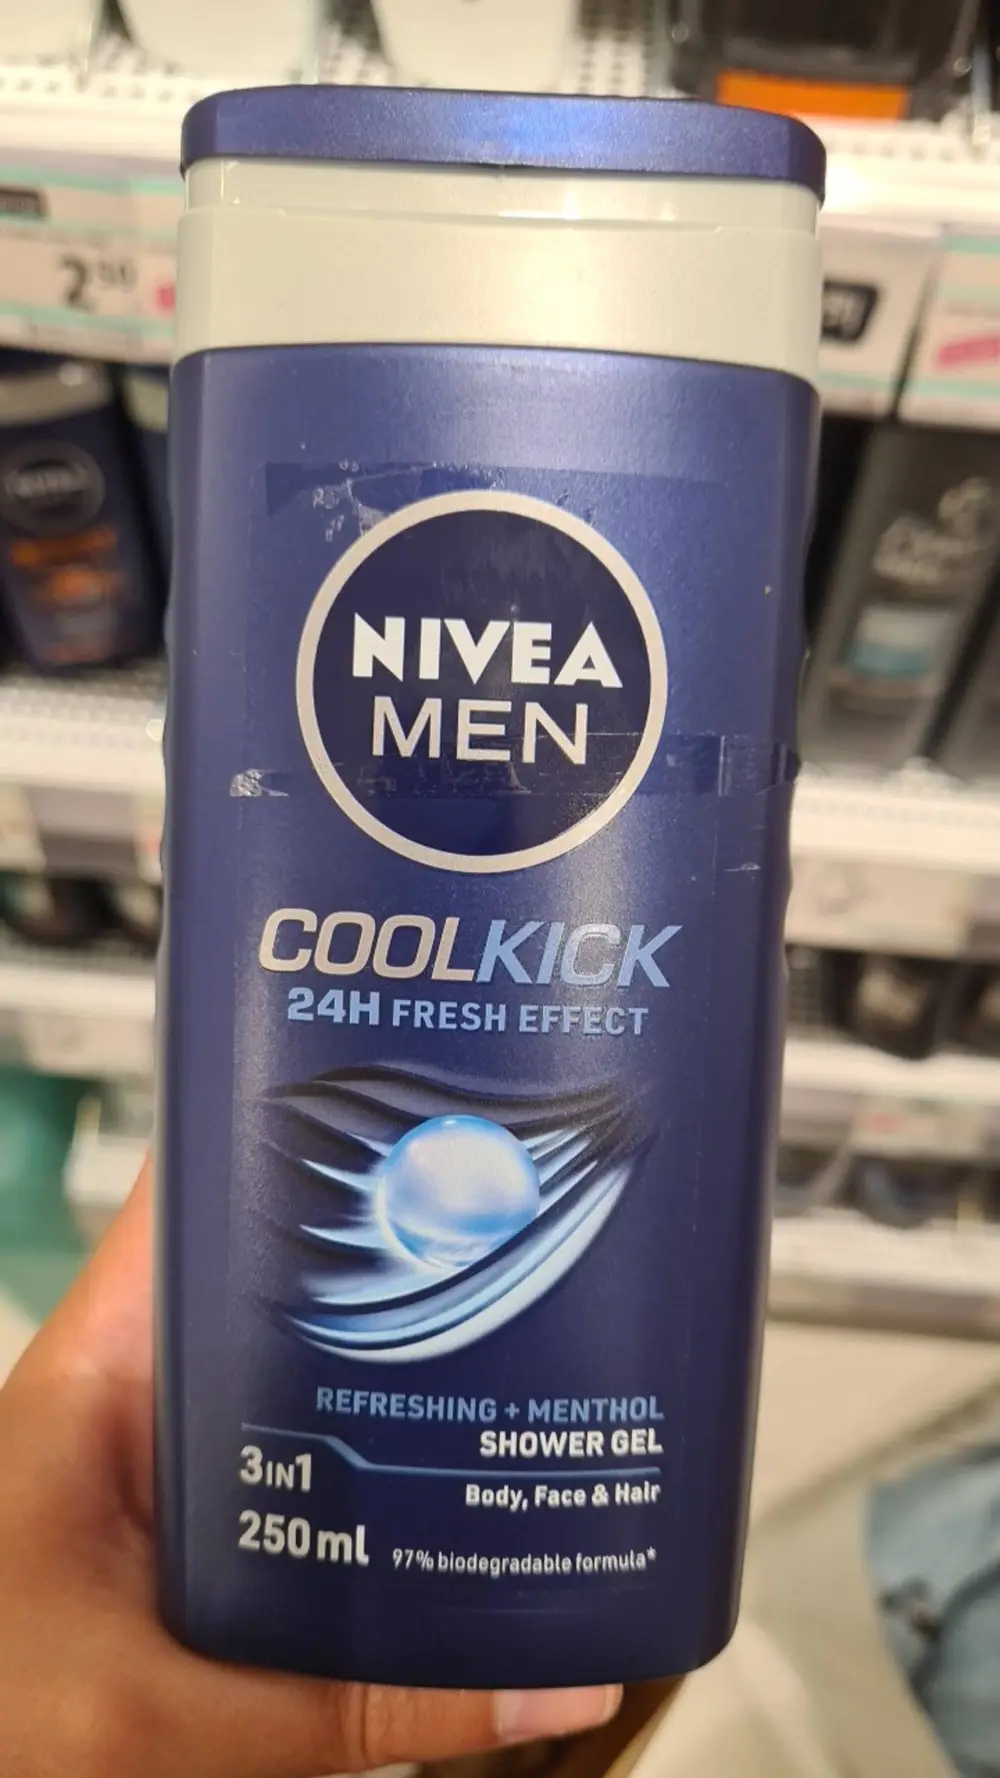 2⁵⁰
NIVEA
MEN
COOLKICK
24H FRESH EFFECT
REFRESHING + MENTHOL
SHOWER GEL
3IN1
Body, Face & Hair
250 ml
97% biodegradable formula*